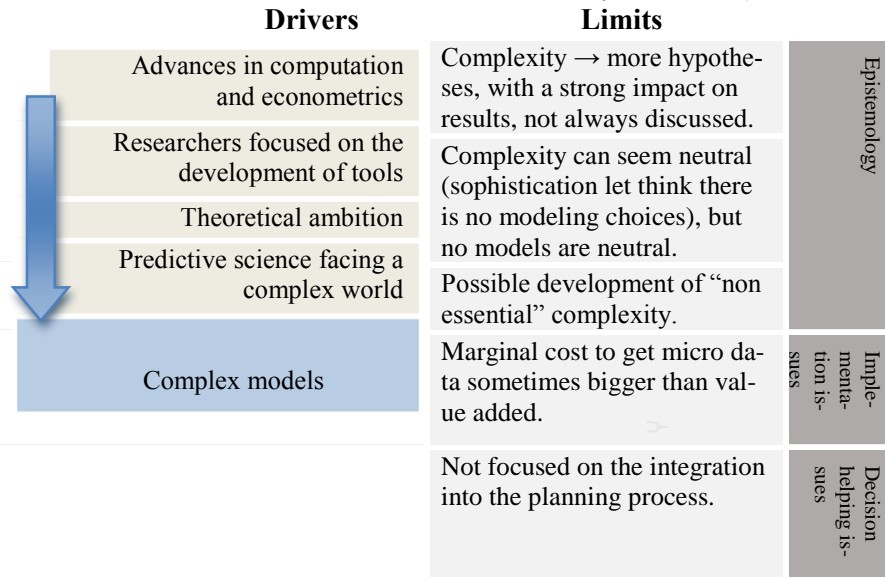 Drivers
Limits
Advances in computation
and econometrics
Researchers focused on the
development of tools
Theoretical ambition
Predictive science facing a
complex world
Complex models
Complexity → more hypothe-
ses, with a strong impact on
results, not always discussed.
Complexity can seem neutral
(sophistication let think there
is no modeling choices), but
no models are neutral.
Possible development of “non
essential” complexity.
Marginal cost to get micro da-
ta sometimes bigger than val-
ue added.
Not focused on the integration
into the planning process.
Epistemology
Imple-
menta-
tion is-
sues
Decision
helping is-
sues